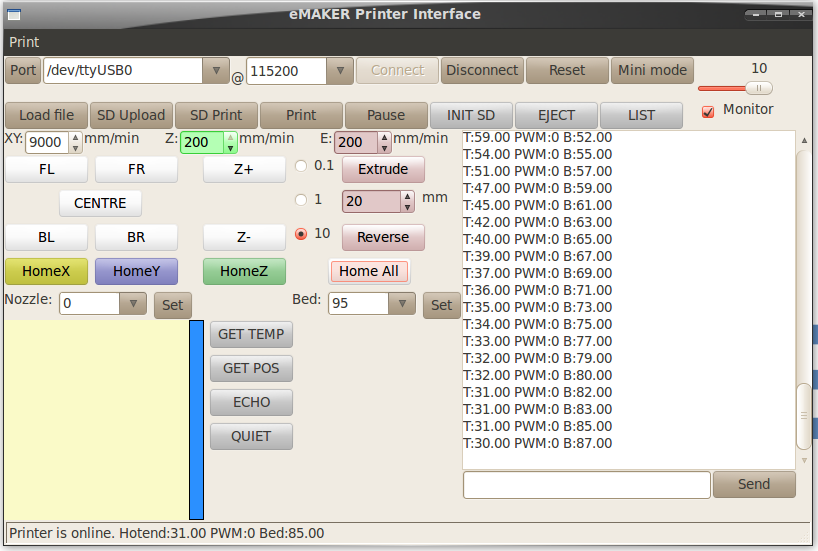 eMAKER Printer Interface
Print
Port /dev/ttyUSB0 @ 115200 Connect Disconnect Reset Mini mode 10
Load file SD Upload SD Print Print Pause INIT SD EJECT LIST Monitor
XY: 9000 mm/min Z: 200 mm/min E: 200 mm/min
FL FR Z+ 0.1 Extrude
CENTRE 1 20 mm
BL BR Z- 10 Reverse
HomeX HomeY HomeZ Home All
Nozzle: 0 Set Bed: 95 Set
GET TEMP
GET POS
ECHO
QUIET
T:59.00 PWM:0 B:52.00
T:54.00 PWM:0 B:55.00
T:51.00 PWM:0 B:57.00
T:47.00 PWM:0 B:59.00
T:45.00 PWM:0 B:61.00
T:42.00 PWM:0 B:63.00
T:40.00 PWM:0 B:65.00
T:39.00 PWM:0 B:67.00
T:37.00 PWM:0 B:69.00
T:36.00 PWM:0 B:71.00
T:35.00 PWM:0 B:73.00
T:34.00 PWM:0 B:75.00
T:33.00 PWM:0 B:77.00
T:32.00 PWM:0 B:79.00
T:32.00 PWM:0 B:80.00
T:31.00 PWM:0 B:82.00
T:31.00 PWM:0 B:83.00
T:31.00 PWM:0 B:85.00
T:30.00 PWM:0 B:87.00
Send
Printer is online. Hotend:31.00 PWM:0 Bed:85.00